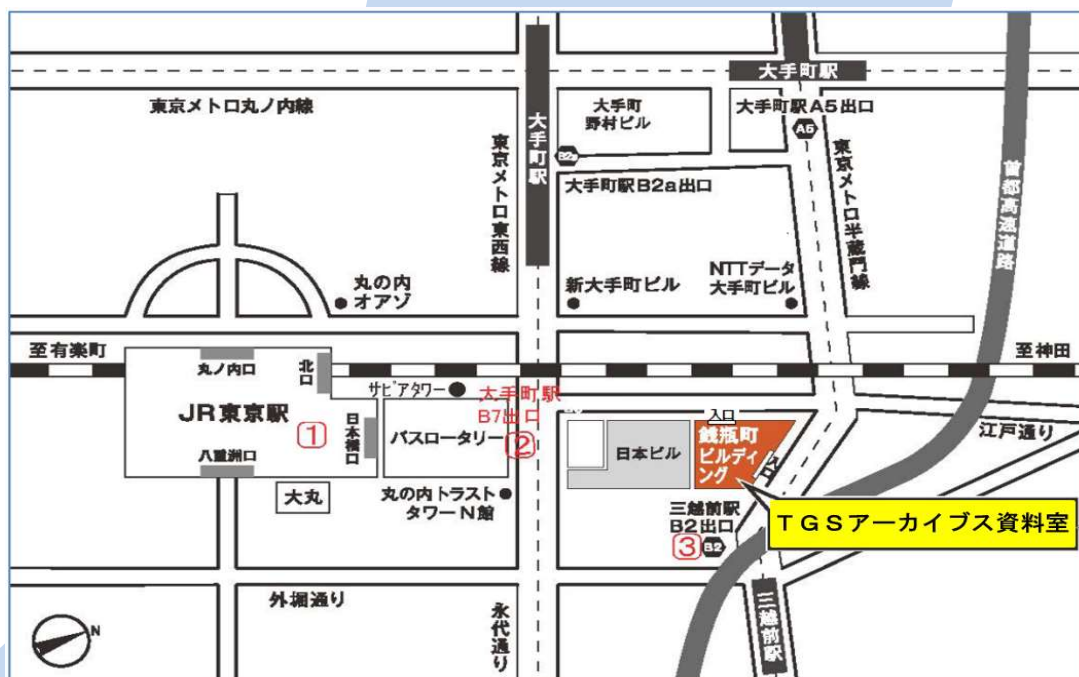 大手町駅
東京メトロ丸ノ内線
大手町
野村ビル
大手町駅A5出口
A5
大手町駅
東京メトロ東西線
B2a
大手町駅B2a出口
東京メトロ半蔵門線
首都高速道路
丸の内
オアゾ
新大手町ビル
NTTデータ
大手町ビル
至有楽町
丸ノ内口
北口
至神田
サピアタワー
大手町駅
B7出口
入口
JR東京駅
1
日本橋口
バスロータリー
2
日本ビル
銭瓶町
ビルディ
ング
入口
江戸通り
八重洲口
大丸
丸の内トラスト
タワーN館
三越前駅
B2出口
3
B2
TGSアーカイブス資料室
外堀通り
永代通り
三越前駅
N